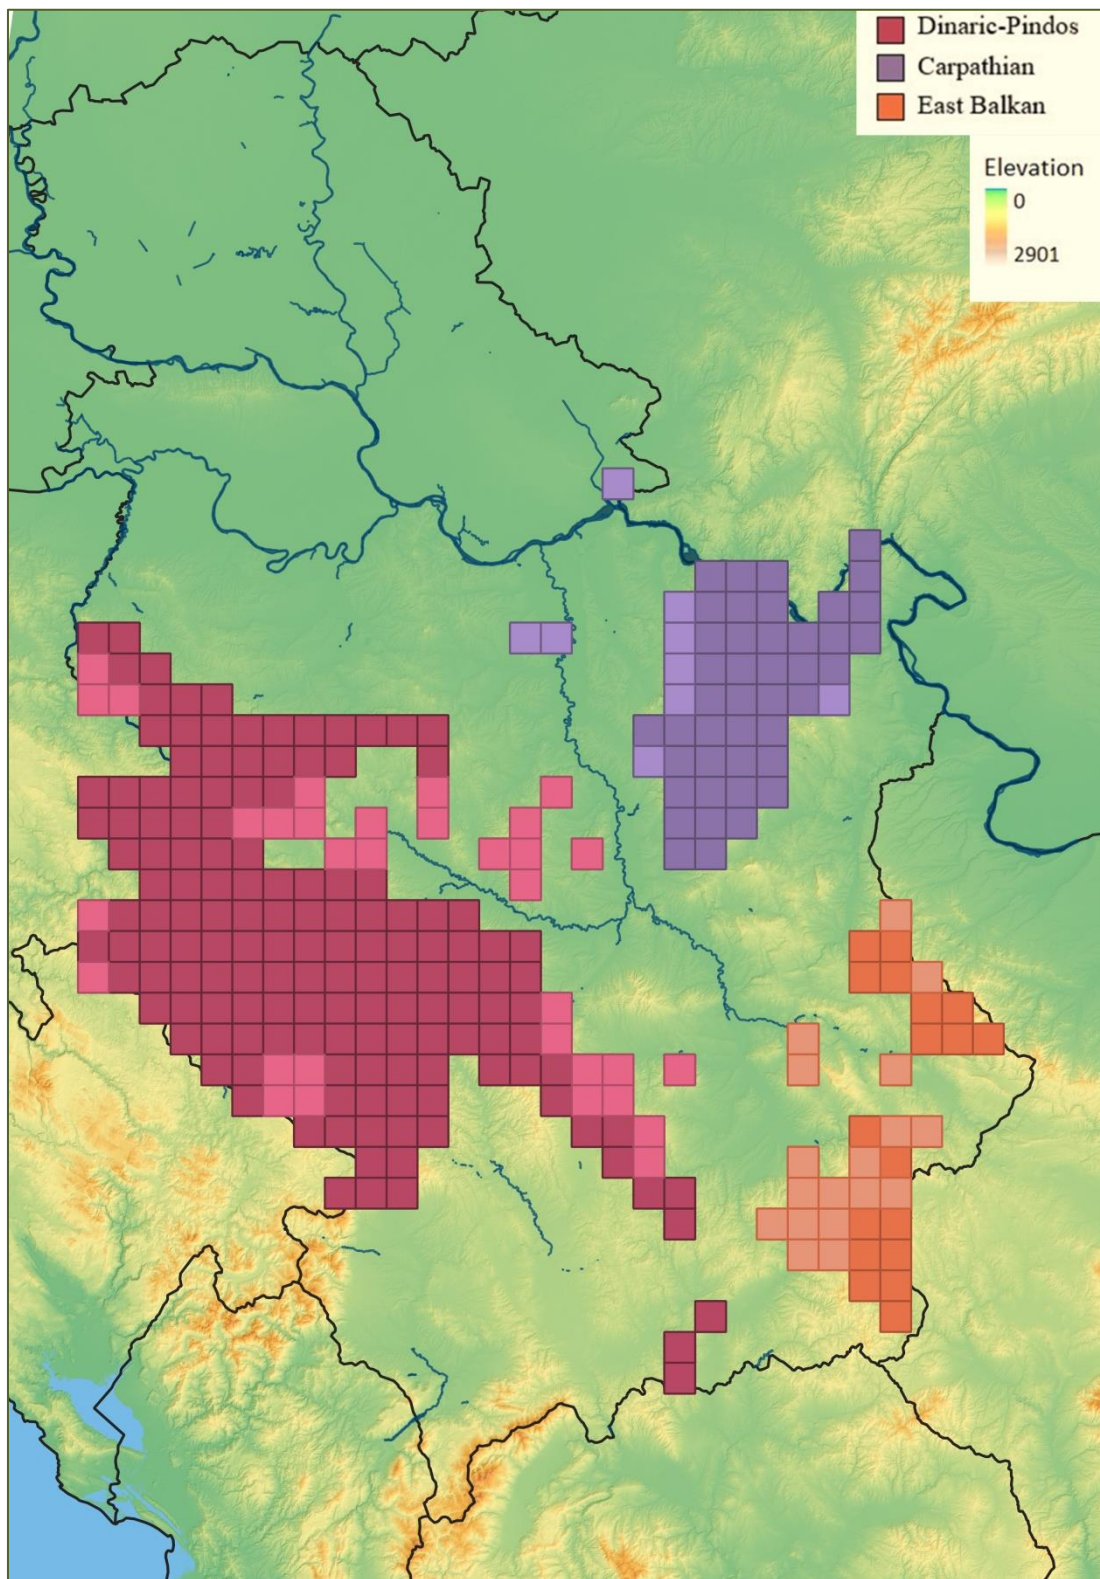 Dinaric-Pindos
Carpathian
East Balkan
Elevation
0
2901